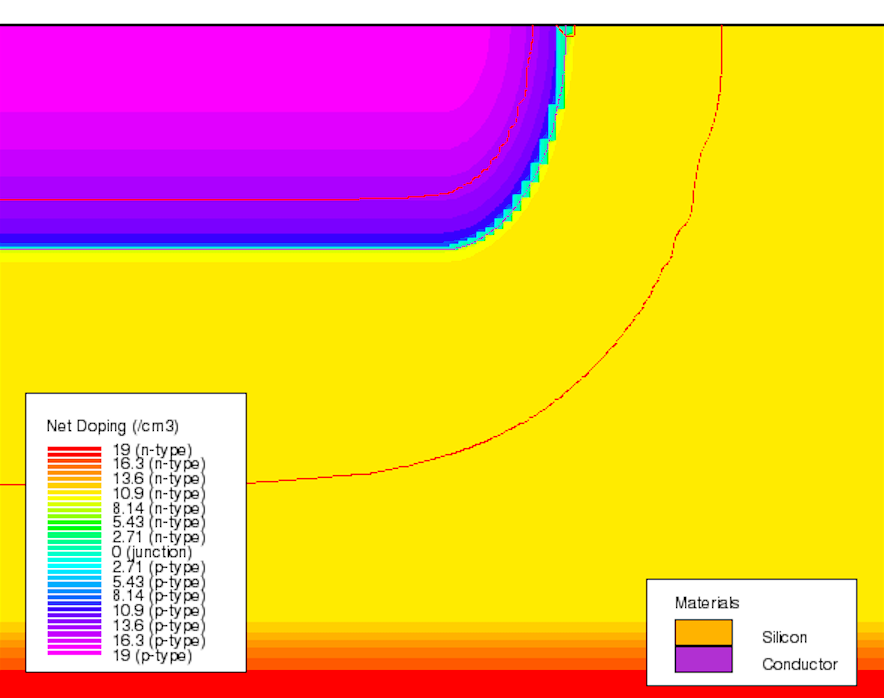 Net Doping (/cm3)
19 (n-type)
16.3 (n-type)
13.6 (n-type)
10.9 (n-type)
8.14 (n-type)
5.43 (n-type)
2.71 (n-type)
0 (junction)
2.71 (p-type)
5.43 (p-type)
8.14 (p-type)
10.9 (p-type)
13.6 (p-type)
16.3 (p-type)
19 (p-type)
Materials
Silicon
Conductor